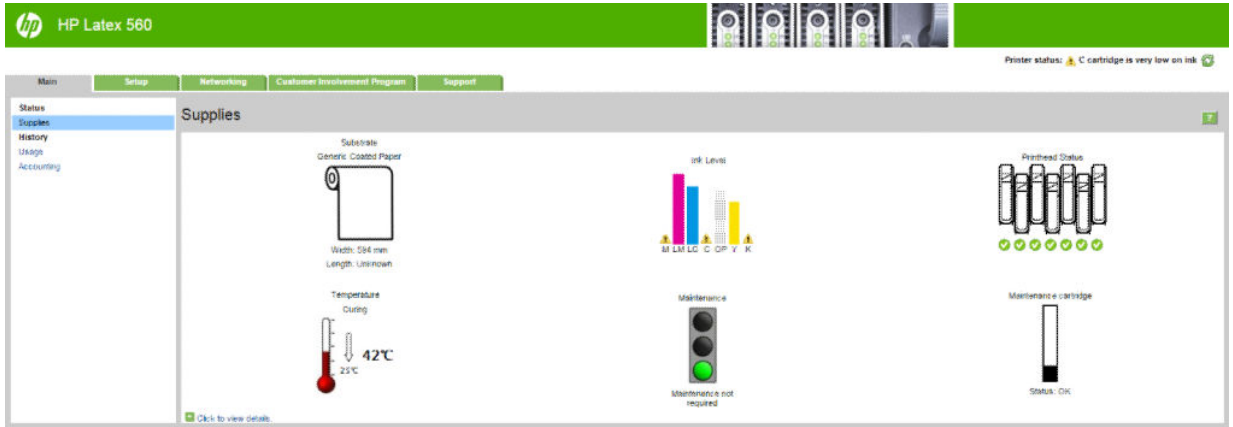 hp HP Latex 560
Printer status: C cartridge is very low on ink
Main Setup Networking Customer Involvement Program Support
Status
Supplies
History
Usage
Accounting
Supplies
?
Substrate
Generic Coated Paper
Width: 584 mm
Length: Unknown
Ink Level
M LM LC C OP Y K
Printhead Status
Temperature
Curing
42℃
25℃
Maintenance
Maintenance not
required
Maintenance cartridge
Status: OK
Click to view details.